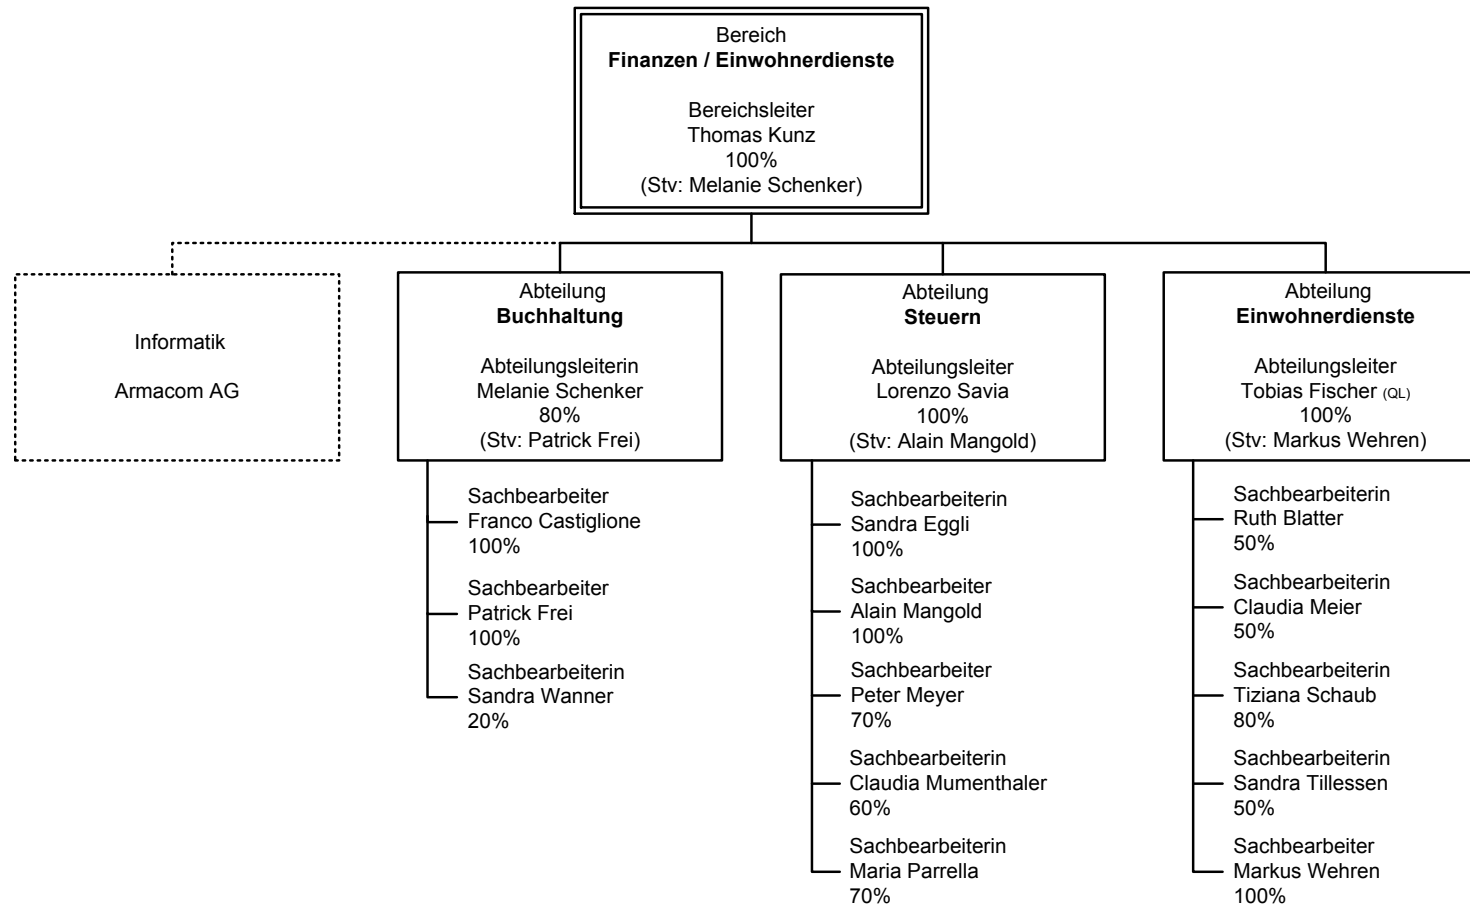 Bereich
Finanzen / Einwohnerdienste
Bereichsleiter
Thomas Kunz
100%
(Stv: Melanie Schenker)
Informatik
Armacom AG
Abteilung
Buchhaltung
Abteilungsleiterin
Melanie Schenker
80%
(Stv: Patrick Frei)
Sachbearbeiter
Franco Castiglione
100%
Sachbearbeiter
Patrick Frei
100%
Sachbearbeiterin
Sandra Wanner
20%
Abteilung
Steuern
Abteilungsleiter
Lorenzo Savia
100%
(Stv: Alain Mangold)
Sachbearbeiterin
Sandra Eggli
100%
Sachbearbeiter
Alain Mangold
100%
Sachbearbeiter
Peter Meyer
70%
Sachbearbeiterin
Claudia Mumenthaler
60%
Sachbearbeiterin
Maria Parrella
70%
Abteilung
Einwohnerdienste
Abteilungsleiter
Tobias Fischer (QL)
100%
(Stv: Markus Wehren)
Sachbearbeiterin
Ruth Blatter
50%
Sachbearbeiterin
Claudia Meier
50%
Sachbearbeiterin
Tiziana Schaub
80%
Sachbearbeiterin
Sandra Tillessen
50%
Sachbearbeiter
Markus Wehren
100%